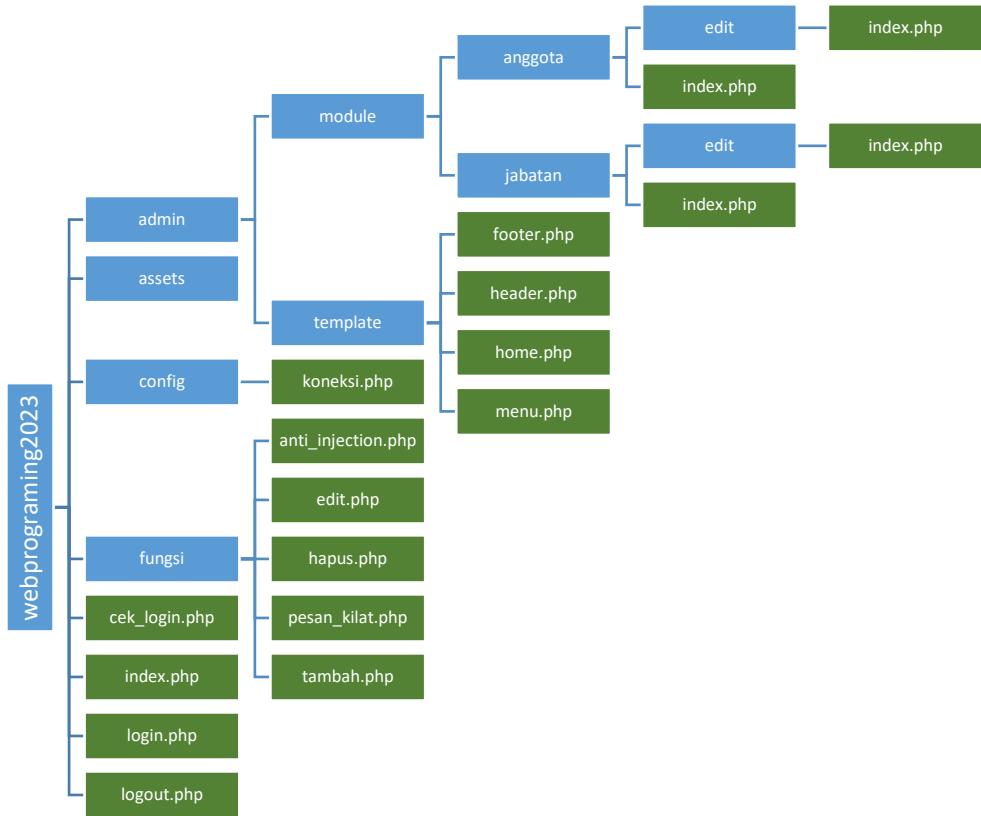 webprograming2023
admin
module
anggota
edit
index.php
index.php
jabatan
edit
index.php
index.php
template
footer.php
header.php
home.php
menu.php
assets
config
koneksi.php
fungsi
anti_injection.php
edit.php
hapus.php
pesan_kilat.php
tambah.php
cek_login.php
index.php
login.php
logout.php